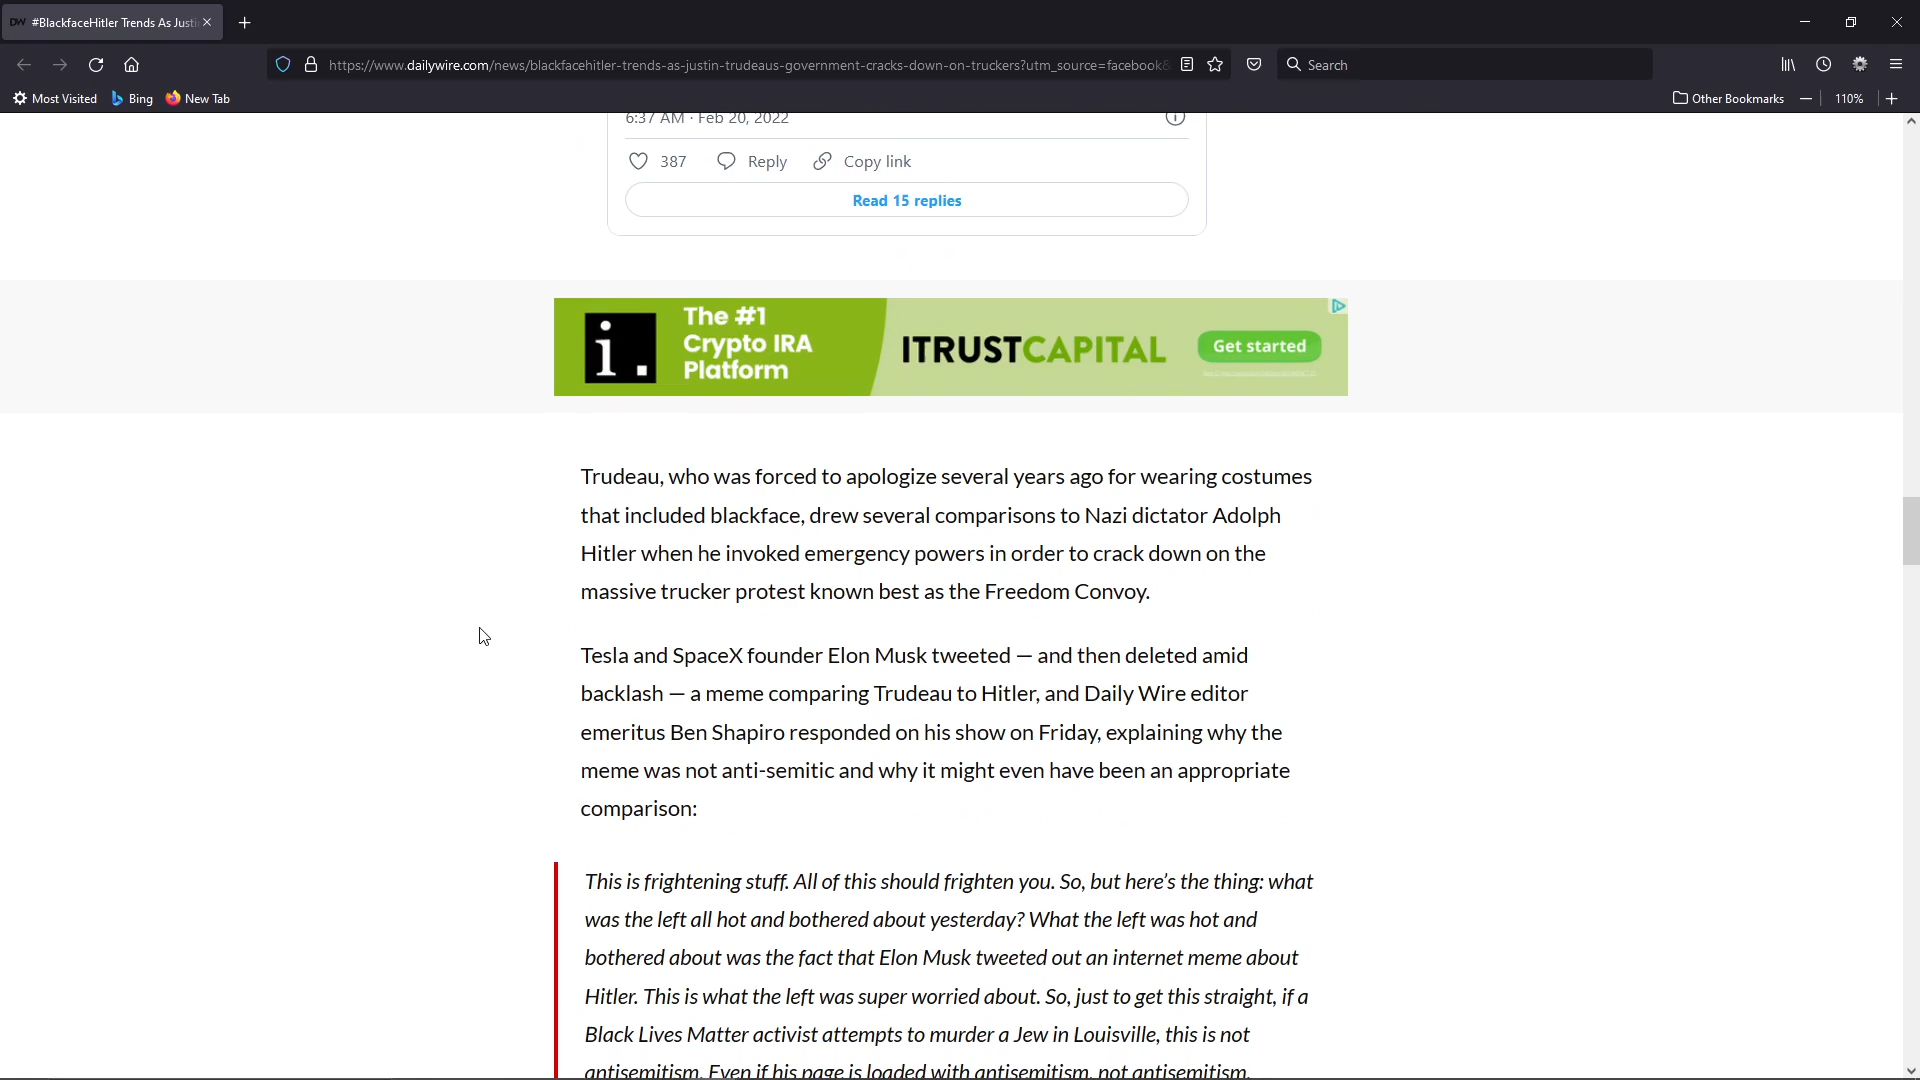 DW #BlackfaceHitler Trends As Justi
https://www.dailywire.com/news/blackfacehitler-trends-as-justin-trudeaus-government-cracks-down-on-truckers?utm_source=facebook&
Search
Most Visited
Bing
New Tab
Other Bookmarks
110%
6:37 AM · Feb 20, 2022
387
Reply
Copy link
Read 15 replies
i.
The #1
Crypto IRA
Platform
ITRUSTCAPITAL
Get started
Trudeau, who was forced to apologize several years ago for wearing costumes
that included blackface, drew several comparisons to Nazi dictator Adolph
Hitler when he invoked emergency powers in order to crack down on the
massive trucker protest known best as the Freedom Convoy.
Tesla and SpaceX founder Elon Musk tweeted — and then deleted amid
backlash — a meme comparing Trudeau to Hitler, and Daily Wire editor
emeritus Ben Shapiro responded on his show on Friday, explaining why the
meme was not anti-semitic and why it might even have been an appropriate
comparison:
This is frightening stuff. All of this should frighten you. So, but here’s the thing: what
was the left all hot and bothered about yesterday? What the left was hot and
bothered about was the fact that Elon Musk tweeted out an internet meme about
Hitler. This is what the left was super worried about. So, just to get this straight, if a
Black Lives Matter activist attempts to murder a Jew in Louisville, this is not
antisemitism. Even if his page is loaded with antisemitism, not antisemitism.